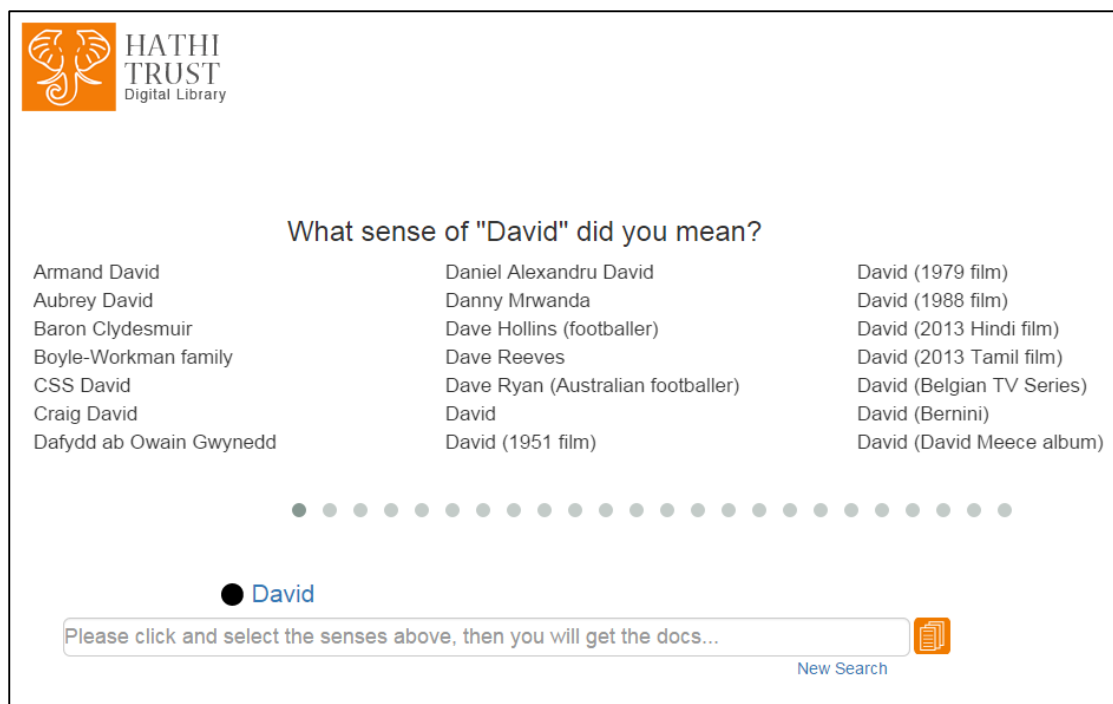 HATHI
TRUST
Digital Library
What sense of "David" did you mean?
Armand David
Aubrey David
Baron Clydesmuir
Boyle-Workman family
CSS David
Craig David
Dafydd ab Owain Gwynedd
Daniel Alexandru David
Danny Mrwanda
Dave Hollins (footballer)
Dave Reeves
Dave Ryan (Australian footballer)
David
David (1951 film)
David (1979 film)
David (1988 film)
David (2013 Hindi film)
David (2013 Tamil film)
David (Belgian TV Series)
David (Bernini)
David (David Meece album)
David
Please click and select the senses above, then you will get the docs...
New Search